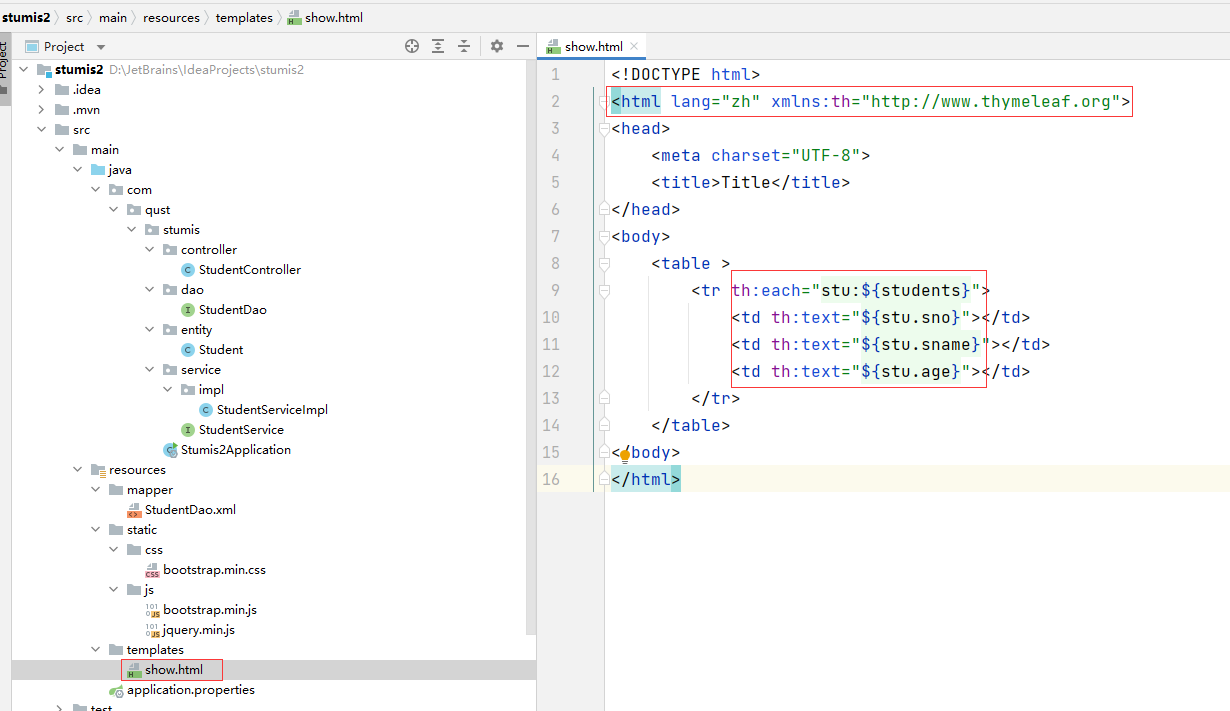 stumis2 src main resources templates show.html
Project
Project
show.html
stumis2 D:\JetBrains\IdeaProjects\stumis2
.idea
.mvn
src
main
java
com
qust
stumis
controller
StudentController
dao
StudentDao
entity
Student
service
impl
StudentServiceImpl
StudentService
Stumis2Application
resources
mapper
StudentDao.xml
static
css
bootstrap.min.css
js
bootstrap.min.js
jquery.min.js
templates
show.html
application.properties
test
1 <!DOCTYPE html>
2 <html lang="zh" xmlns:th="http://www.thymeleaf.org">
3 <head>
4 <meta charset="UTF-8">
5 <title>Title</title>
6 </head>
7 <body>
8 <table >
9 <tr th:each="stu:${students}">
10 <td th:text="${stu.sno}"></td>
11 <td th:text="${stu.sname}"></td>
12 <td th:text="${stu.age}"></td>
13 </tr>
14 </table>
15 </body>
16 </html>